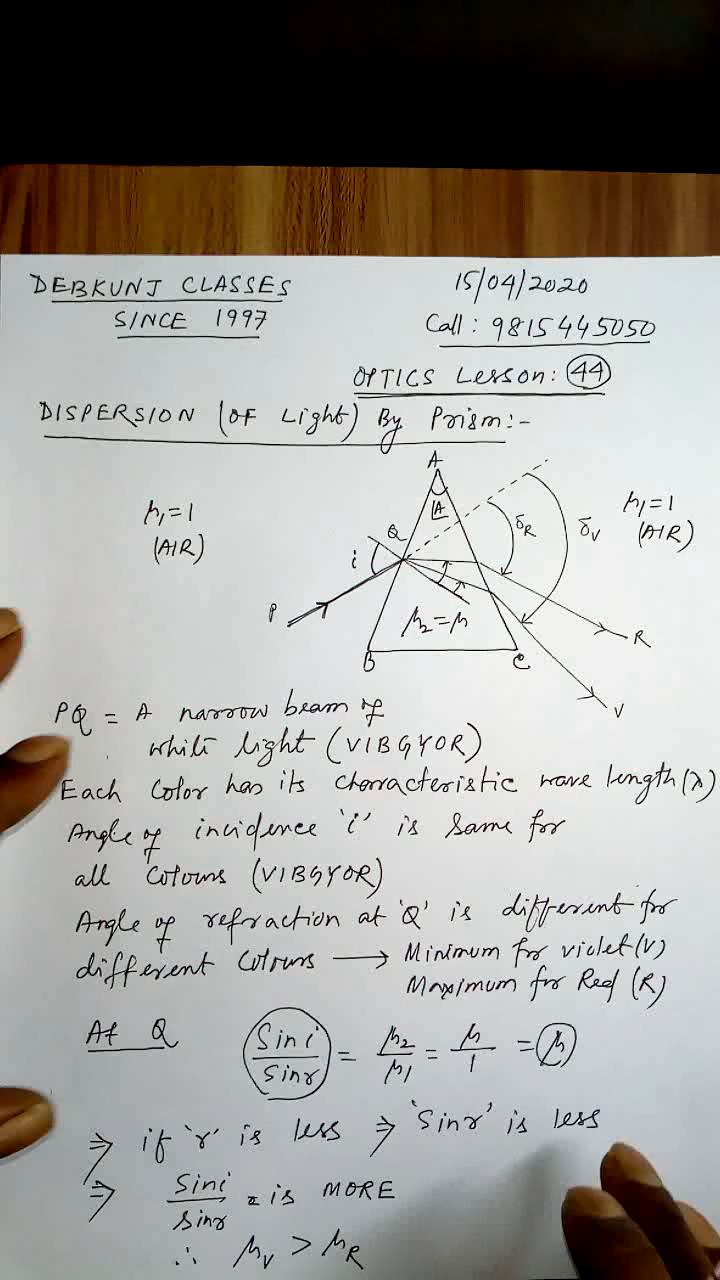 DEBKUNJ CLASSES
SINCE 1997
15/04/2020
Call: 9815445050
OPTICS Lesson: 44
DISPERSION (OF Light) By Prism:-
A
A
μ₁=1
(AIR)
μ₁=1
(AIR)
Q
i
δR
δV
P
μ₂=μ
B
C
R
V
PQ = A narrow beam of
white light (VIBGYOR)
Each Color has its characteristic wave length (λ)
Angle of incidence 'i' is same for
all Colours (VIBGYOR)
Angle of refraction at 'Q' is different for
different Colours → Minimum for violet (V)
Maximum for Red (R)
At Q
Sin i / Sin r = μ₂/μ₁ = μ/1 = μ
⇒ if 'r' is less ⇒ 'Sin r' is less
⇒ Sin i / Sin r is MORE
∴ μV > μR